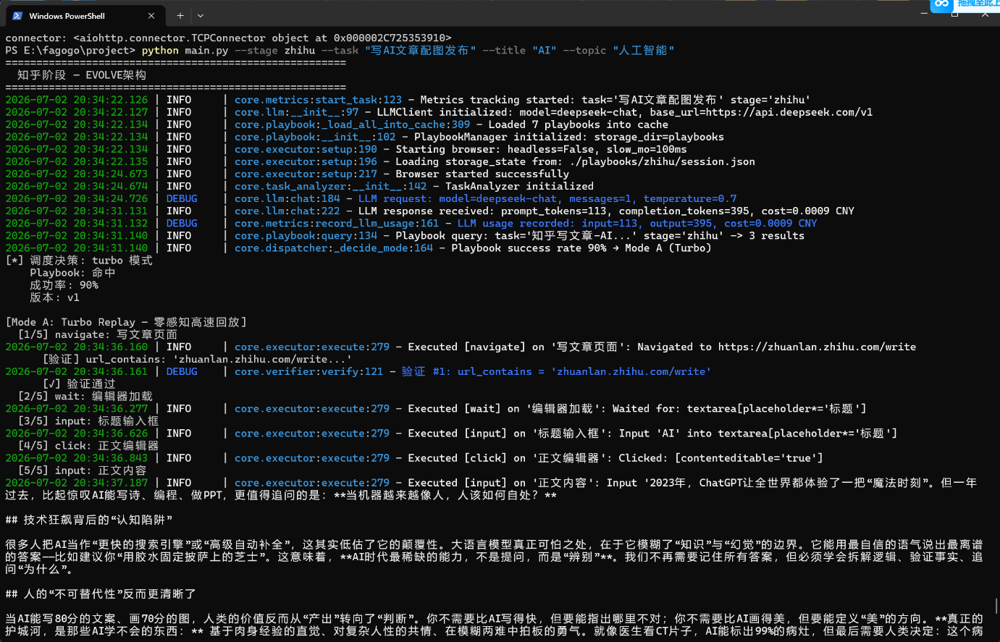 Windows PowerShell
拖拽至此上
connector: <aiohttp.connector.TCPConnector object at 0x000002C725353910>
PS E:\fagogo\project> python main.py --stage zhihu --task "写AI文章配图发布" --title "AI" --topic "人工智能"
=======================================================
知乎阶段 - EVOLVE架构
=======================================================
2026-07-02 20:34:22.126 | INFO     | core.metrics:start_task:123 - Metrics tracking started: task='写AI文章配图发布' stage='zhihu'
2026-07-02 20:34:22.127 | INFO     | core.llm:__init__:97 - LLMClient initialized: model=deepseek-chat, base_url=https://api.deepseek.com/v1
2026-07-02 20:34:22.134 | INFO     | core.playbook:_load_all_into_cache:309 - Loaded 7 playbooks into cache
2026-07-02 20:34:22.134 | INFO     | core.playbook:__init__:102 - PlaybookManager initialized: storage_dir=playbooks
2026-07-02 20:34:22.134 | INFO     | core.executor:setup:190 - Starting browser: headless=False, slow_mo=100ms
2026-07-02 20:34:22.135 | INFO     | core.executor:setup:196 - Loading storage_state from: ./playbooks/zhihu/session.json
2026-07-02 20:34:24.673 | INFO     | core.executor:setup:217 - Browser started successfully
2026-07-02 20:34:24.674 | INFO     | core.task_analyzer:__init__:142 - TaskAnalyzer initialized
2026-07-02 20:34:24.726 | DEBUG    | core.llm:chat:184 - LLM request: model=deepseek-chat, messages=1, temperature=0.7
2026-07-02 20:34:31.131 | INFO     | core.llm:chat:222 - LLM response received: prompt_tokens=113, completion_tokens=395, cost=0.0009 CNY
2026-07-02 20:34:31.132 | DEBUG    | core.metrics:record_llm_usage:161 - LLM usage recorded: input=113, output=395, cost=0.0009 CNY
2026-07-02 20:34:31.140 | INFO     | core.playbook:query:134 - Playbook query: task='知乎写文章-AI...' stage='zhihu' -> 3 results
2026-07-02 20:34:31.140 | INFO     | core.dispatcher:_decide_mode:164 - Playbook success rate 90% → Mode A (Turbo)
[*] 调度决策: turbo 模式
Playbook: 命中
成功率: 90%
版本: v1
[Mode A: Turbo Replay - 零感知高速回放]
[1/5] navigate: 写文章页面
2026-07-02 20:34:36.160 | INFO     | core.executor:execute:279 - Executed [navigate] on '写文章页面': Navigated to https://zhuanlan.zhihu.com/write
[验证] url_contains: 'zhuanlan.zhihu.com/write...'
2026-07-02 20:34:36.161 | DEBUG    | core.verifier:verify:121 - 验证 #1: url_contains = 'zhuanlan.zhihu.com/write'
[√] 验证通过
[2/5] wait: 编辑器加载
2026-07-02 20:34:36.277 | INFO     | core.executor:execute:279 - Executed [wait] on '编辑器加载': Waited for: textarea[placeholder*='标题']
[3/5] input: 标题输入框
2026-07-02 20:34:36.626 | INFO     | core.executor:execute:279 - Executed [input] on '标题输入框': Input 'AI' into textarea[placeholder*='标题']
[4/5] click: 正文编辑器
2026-07-02 20:34:36.843 | INFO     | core.executor:execute:279 - Executed [click] on '正文编辑器': Clicked: [contenteditable='true']
[5/5] input: 正文内容
2026-07-02 20:34:37.187 | INFO     | core.executor:execute:279 - Executed [input] on '正文内容': Input '2023年，ChatGPT让全世界都体验了一把“魔法时刻”。但一年
过去，比起惊叹AI能写诗、编程、做PPT，更值得追问的是：**当机器越来越像人，人该如何自处？**
## 技术狂飙背后的“认知陷阱”
很多人把AI当作“更快的搜索引擎”或“高级自动补全”，这其实低估了它的颠覆性。大语言模型真正可怕之处，在于它模糊了“知识”与“幻觉”的边界。它能用最自信的语气说出最离谱
的答案——比如建议你“用胶水固定披萨上的芝士”。这意味着，**AI时代最稀缺的能力，不是提问，而是“辨别”**。我们不再需要记住所有答案，但必须学会拆解逻辑、验证事实、追
问“为什么”。
## 人的“不可替代性”反而更清晰了
当AI能写80分的文案、画70分的图，人类的价值反而从“产出”转向了“判断”。你不需要比AI写得快，但要能指出哪里不对；你不需要比AI画得美，但要能定义“美”的方向。**真正的
护城河，是那些AI学不会的东西：** 基于肉身经验的直觉、对复杂人性的共情、在模糊两难中拍板的勇气。就像医生看CT片子，AI能标出99%的病灶，但最后需要人类决定：这个病